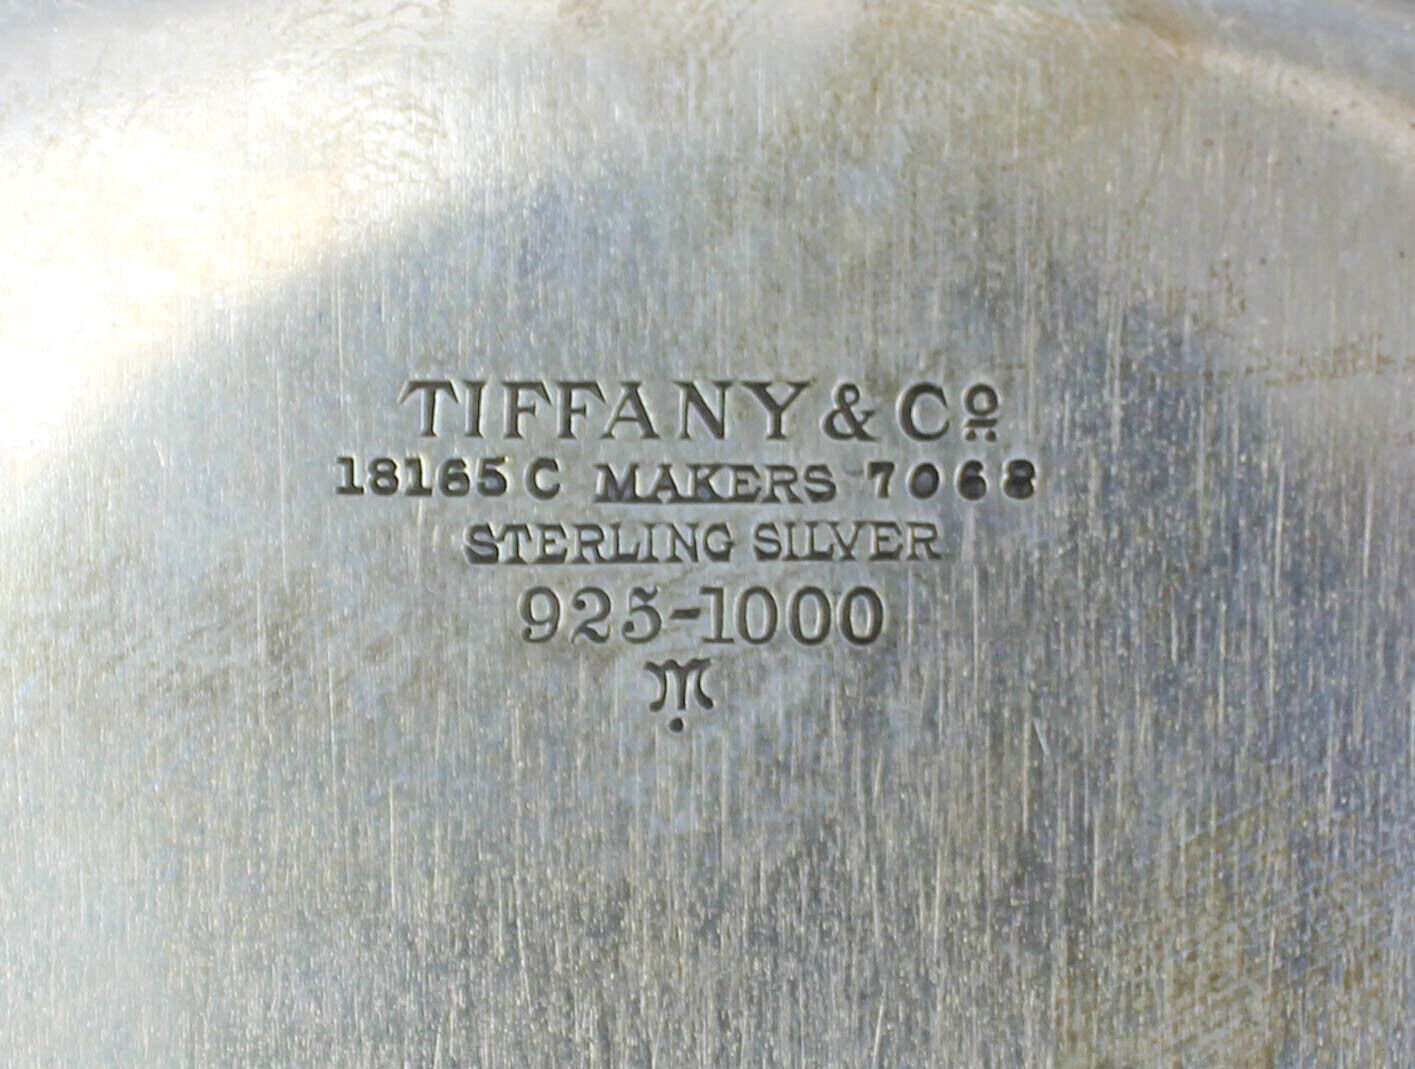 TIFFANY & Cº
18165 C MAKERS 7068
STERLING SILVER
925-1000
M